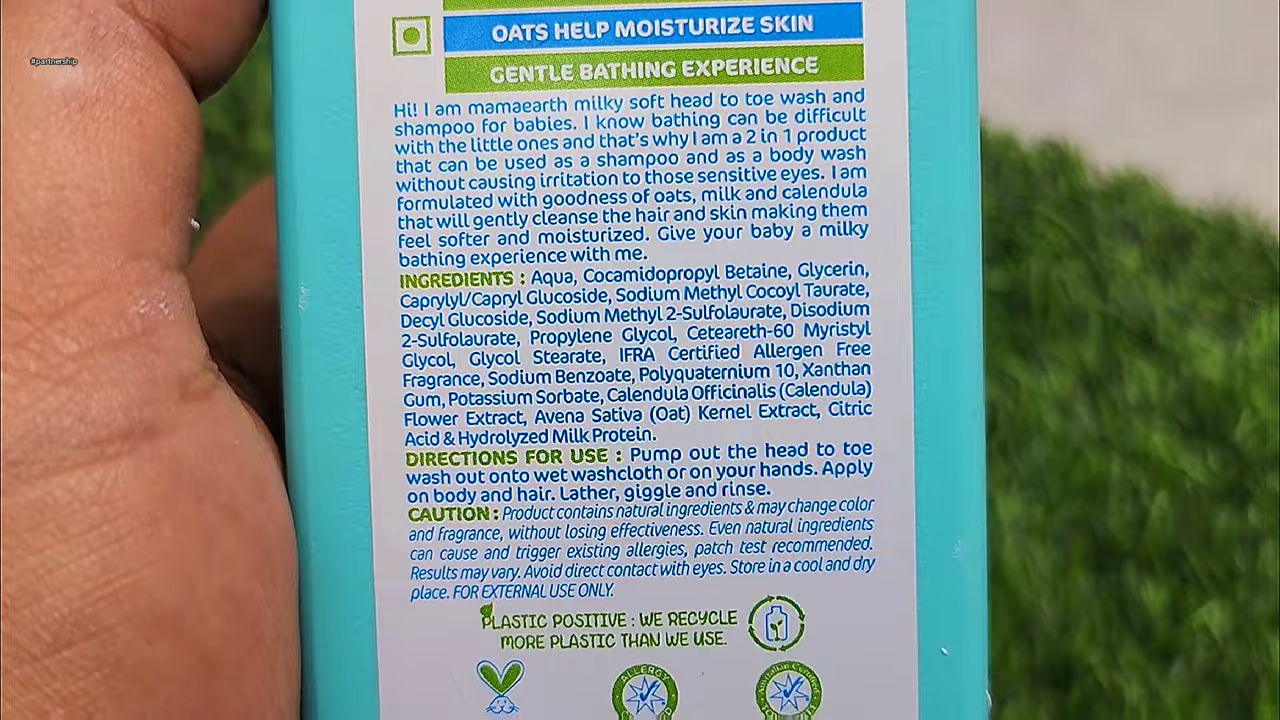 #partnership
OATS HELP MOISTURIZE SKIN
GENTLE BATHING EXPERIENCE
Hi! I am mamaearth milky soft head to toe wash and
shampoo for babies. I know bathing can be difficult
with the little ones and that's why I am a 2 in 1 product
that can be used as a shampoo and as a body wash
without causing irritation to those sensitive eyes. I am
formulated with goodness of oats, milk and calendula
that will gently cleanse the hair and skin making them
feel softer and moisturized. Give your baby a milky
bathing experience with me.
INGREDIENTS : Aqua, Cocamidopropyl Betaine, Glycerin,
Caprylyl/Capryl Glucoside, Sodium Methyl Cocoyl Taurate,
Decyl Glucoside, Sodium Methyl 2-Sulfolaurate, Disodium
2-Sulfolaurate, Propylene Glycol, Ceteareth-60 Myristyl
Glycol, Glycol Stearate, IFRA Certified Allergen Free
Fragrance, Sodium Benzoate, Polyquaternium 10, Xanthan
Gum, Potassium Sorbate, Calendula Officinalis (Calendula)
Flower Extract, Avena Sativa (Oat) Kernel Extract, Citric
Acid & Hydrolyzed Milk Protein.
DIRECTIONS FOR USE : Pump out the head to toe
wash out onto wet washcloth or on your hands. Apply
on body and hair. Lather, giggle and rinse.
CAUTION : Product contains natural ingredients & may change color
and fragrance, without losing effectiveness. Even natural ingredients
can cause and trigger existing allergies, patch test recommended.
Results may vary. Avoid direct contact with eyes. Store in a cool and dry
place. FOR EXTERNAL USE ONLY.
PLASTIC POSITIVE : WE RECYCLE
MORE PLASTIC THAN WE USE.
ALLERGY
Australian Certified